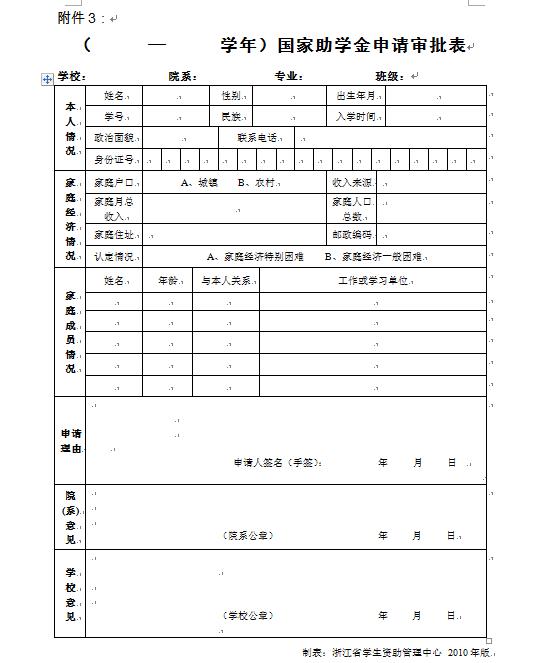 附件3：
（ — 学年）国家助学金申请审批表
学校： 院系： 专业： 班级：
本人情况
姓名 性别 出生年月
学号 民族 入学时间
政治面貌 联系电话
身份证号
家庭经济情况
家庭户口 A、城镇 B、农村 收入来源
家庭月总收入 家庭人口总数
家庭住址 邮政编码
认定情况 A、家庭经济特别困难 B、家庭经济一般困难
家庭成员情况
姓名 年龄 与本人关系 工作或学习单位
申请理由
申请人签名（手签）： 年 月 日
院(系)意见
（院系公章） 年 月 日
学校意见
（学校公章） 年 月 日
制表：浙江省学生资助管理中心 2010年版